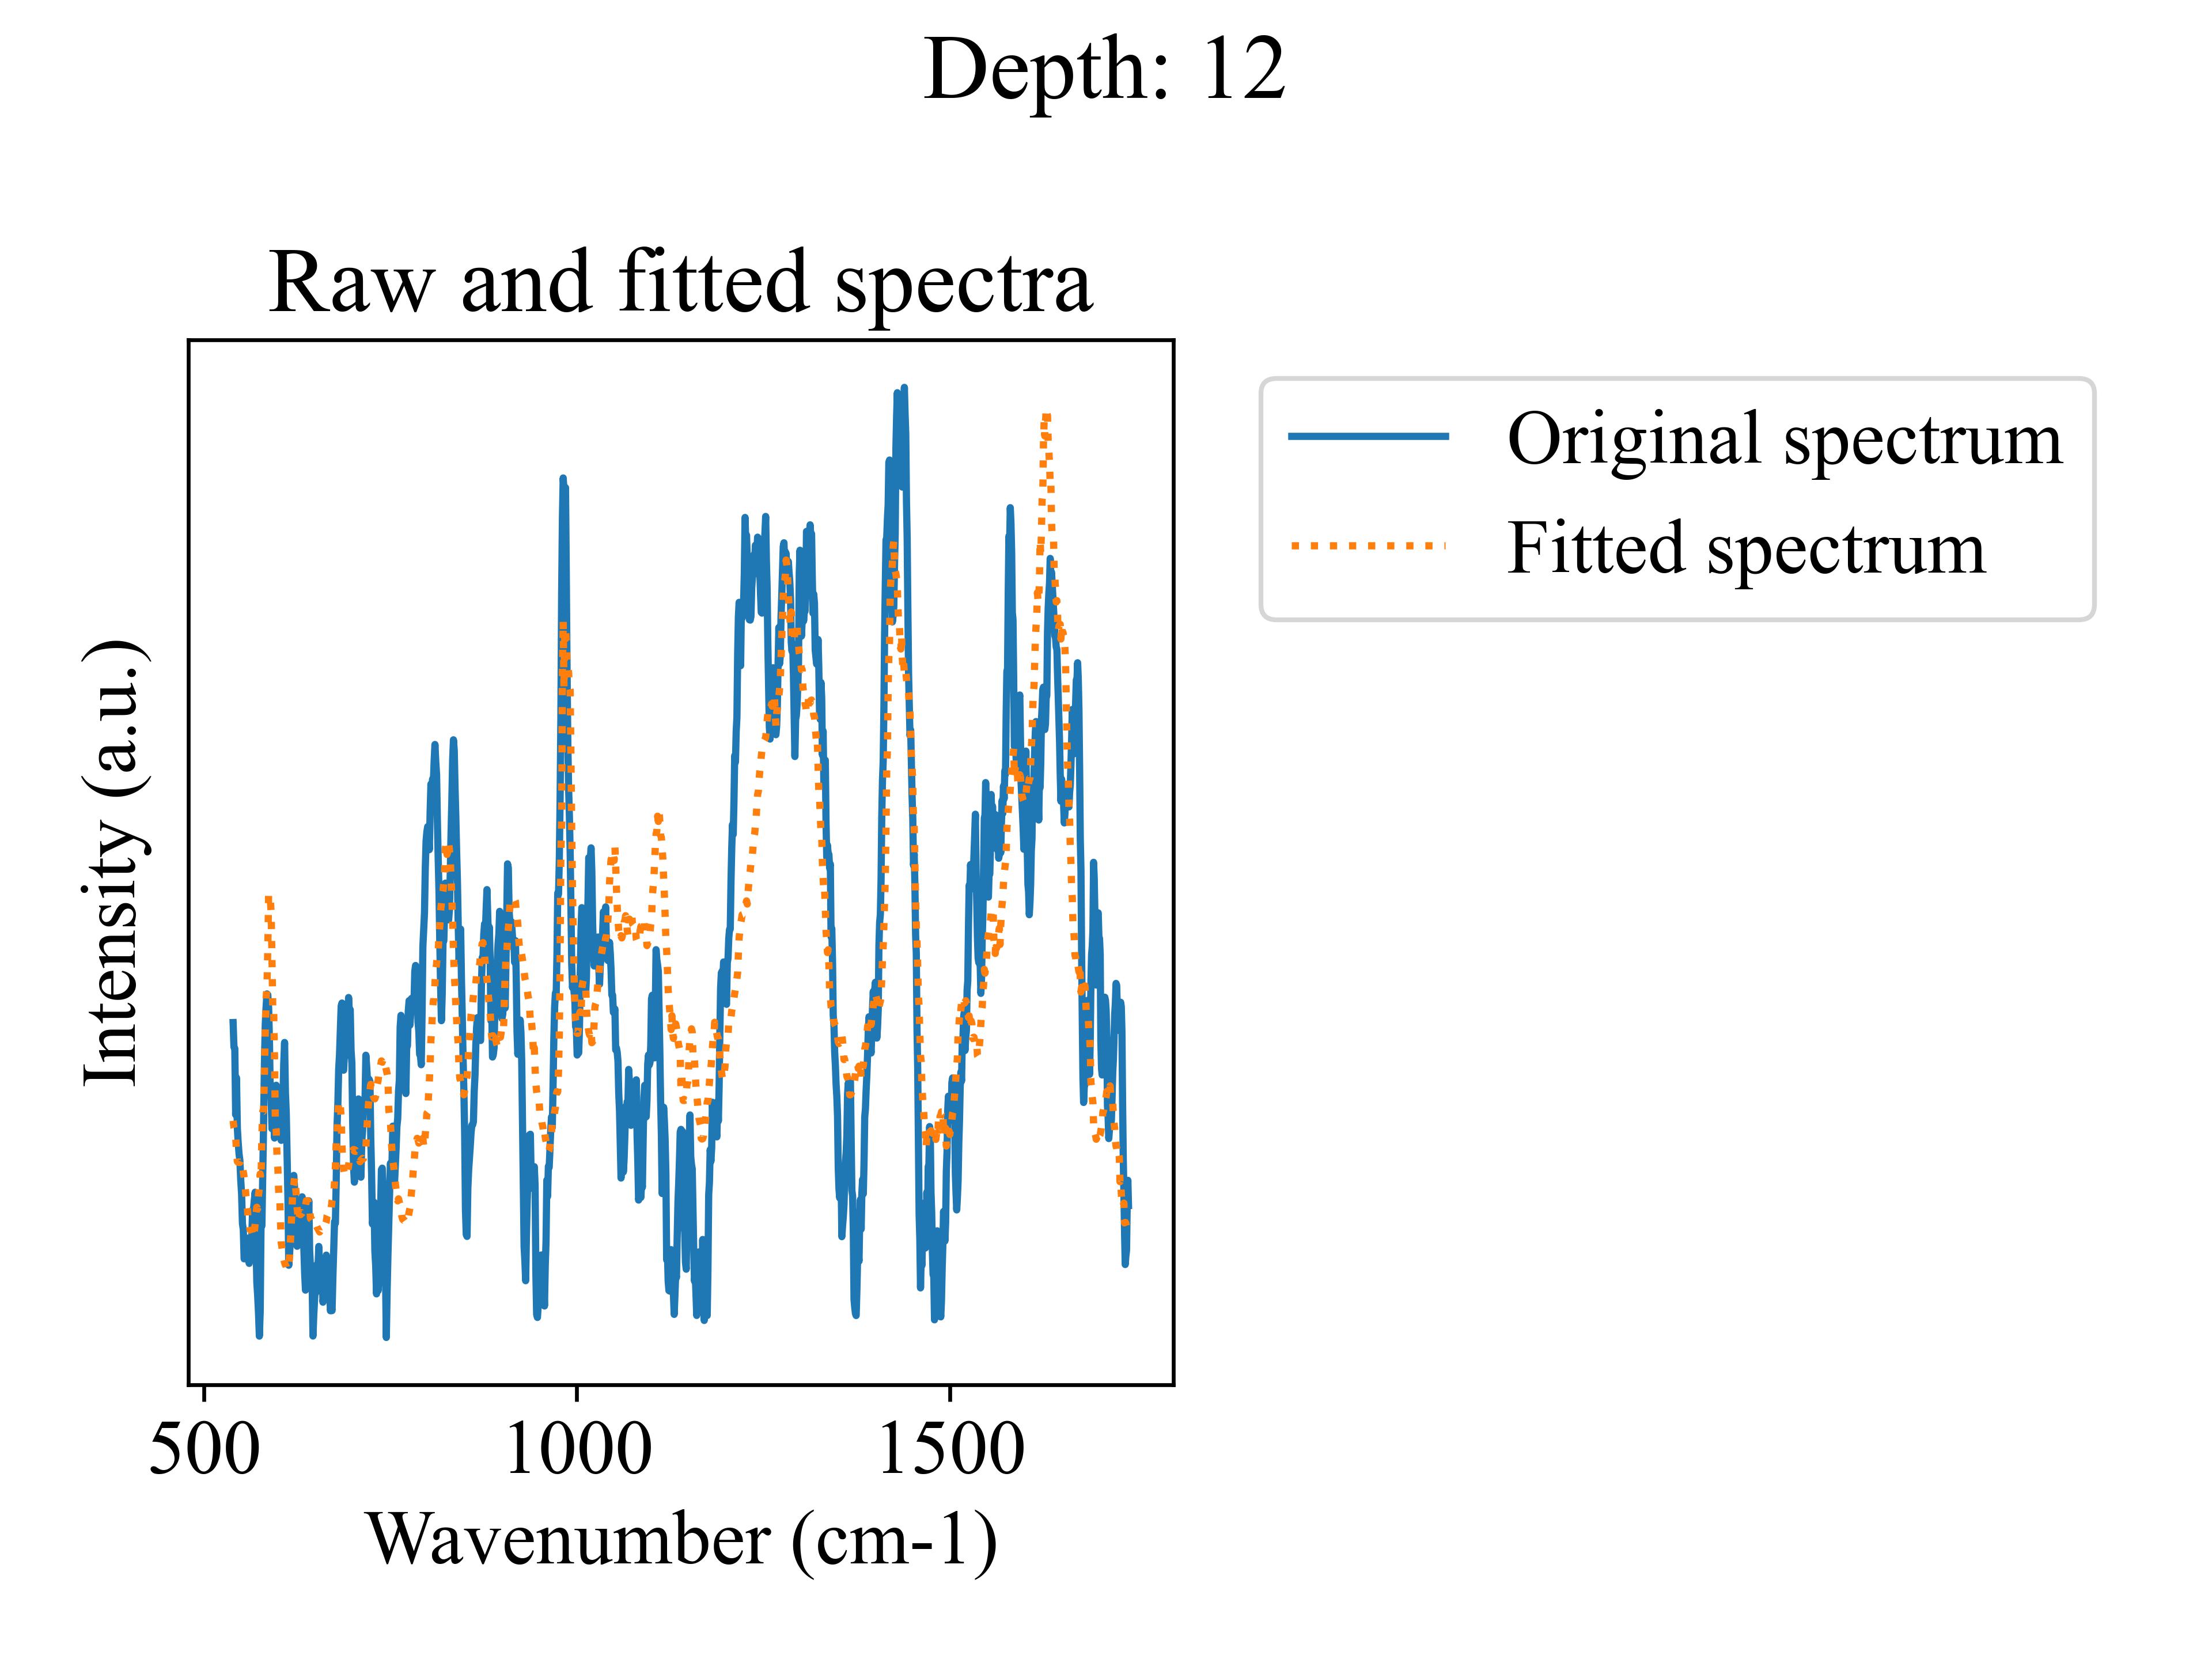 Depth: 12
Raw and fitted spectra
Original spectrum
Fitted spectrum
Intensity (a.u.)
500 1000 1500
Wavenumber (cm-1)